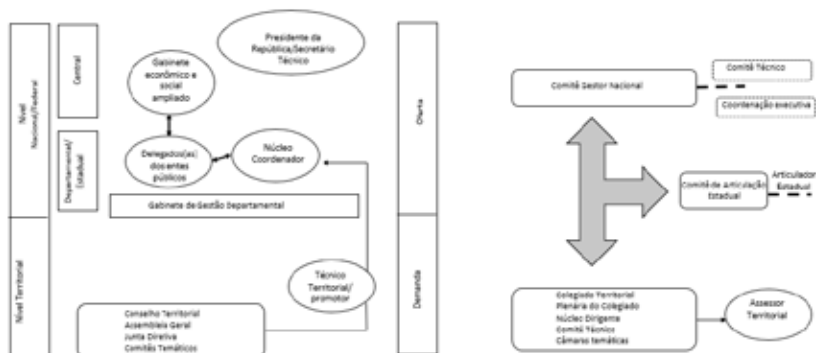 Nível
Nacional/Federal
Central
Departamental/
Estadual
Nível Territorial
Presidente da
República/Secretário
Técnico
Gabinete
econômico e
social
ampliado
Delegados(as)
dos entes
públicos
Núcleo
Coordenador
Gabinete de Gestão Departamental
Técnico
Territorial/
promotor
Conselho Territorial
Assembleia Geral
Junta Diretiva
Comitês Temáticos
Oferta
Demanda
Comitê Gestor Nacional
Comitê Técnico
Coordenação executiva
Comitê de Articulação
Estadual
Articulador
Estadual
Colegiado Territorial
Plenária do Colegiado
Núcleo Dirigente
Comitê Técnico
Câmaras temáticas
Assessor
Territorial